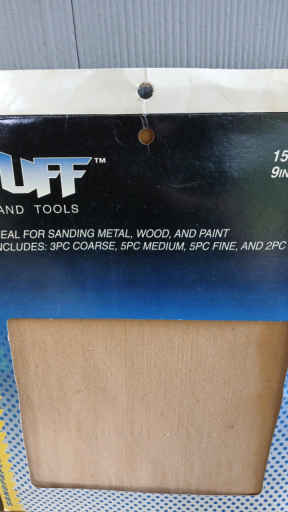 UFF™
AND TOOLS
15
9IN
EAL FOR SANDING METAL, WOOD, AND PAINT
NCLUDES: 3PC COARSE, 5PC MEDIUM, 5PC FINE, AND 2PC